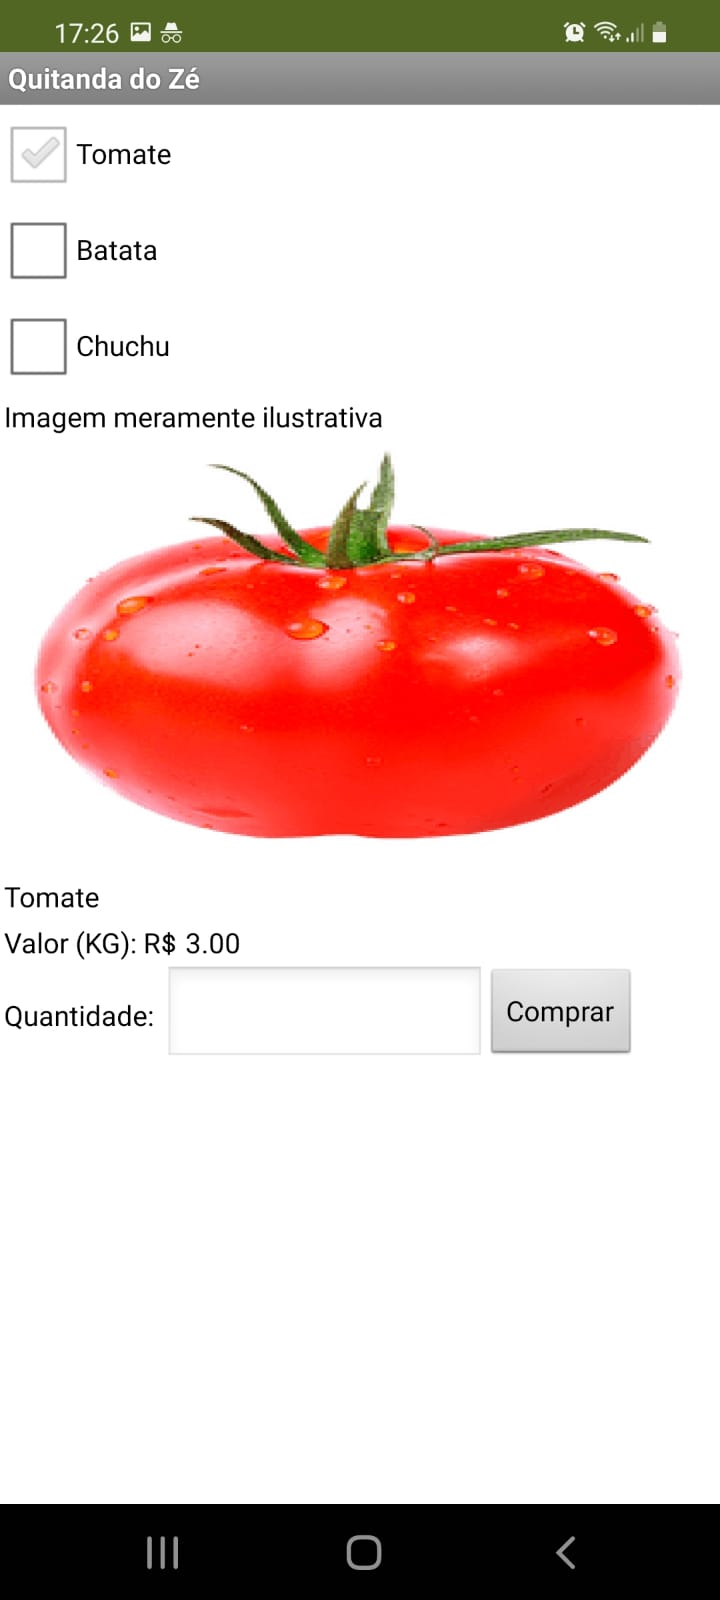 17:26
Quitanda do Zé
Tomate
Batata
Chuchu
Imagem meramente ilustrativa
Tomate
Valor (KG): R$ 3.00
Quantidade:
Comprar